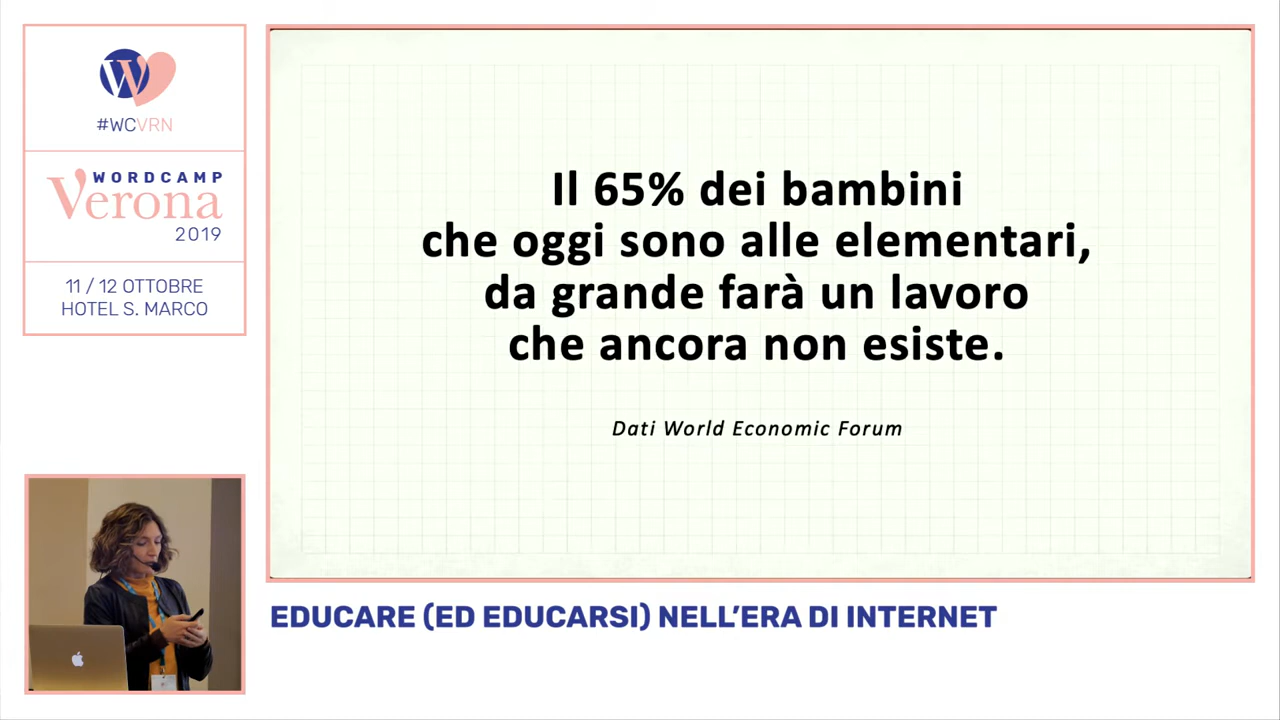 #WCVRN
WORDCAMP
Verona
2019
11 / 12 OTTOBRE
HOTEL S. MARCO
Il 65% dei bambini
che oggi sono alle elementari,
da grande farà un lavoro
che ancora non esiste.
Dati World Economic Forum
EDUCARE (ED EDUCARSI) NELL'ERA DI INTERNET